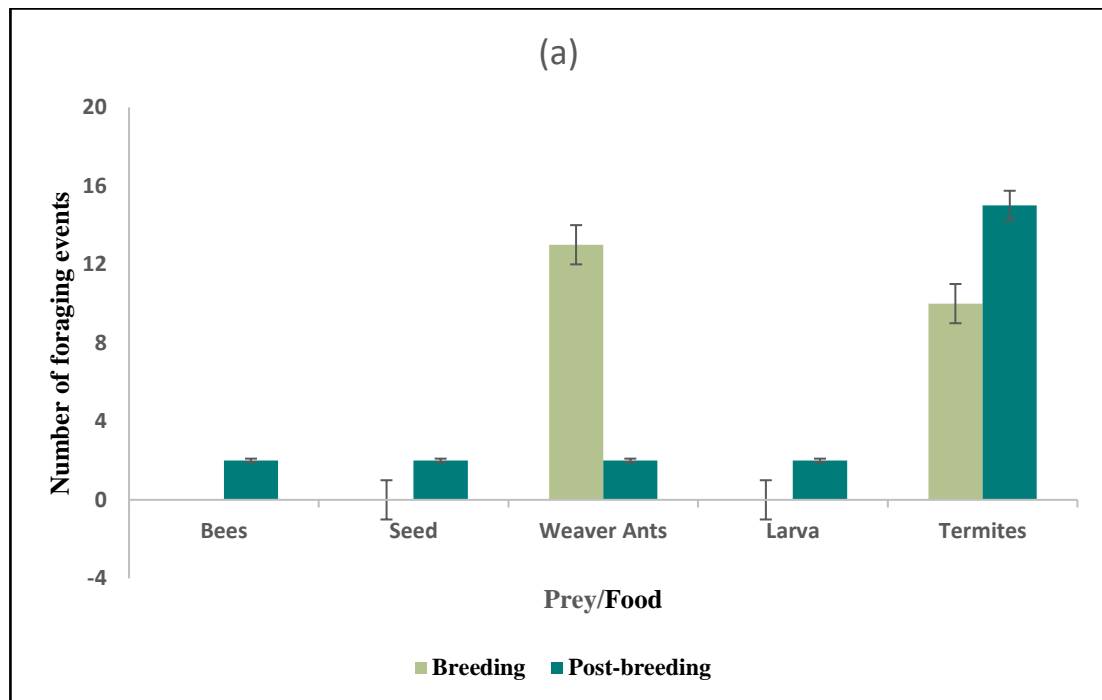 (a)
Number of foraging events
20
16
12
8
4
0
-4
Bees Seed Weaver Ants Larva Termites
Prey/Food
Breeding Post-breeding